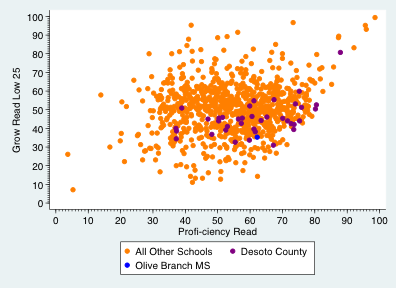 100
90
80
70
60
50
40
30
20
10
0
Grow Read Low 25
0 10 20 30 40 50 60 70 80 90 100
Profi-ciency Read
All Other Schools Desoto County
Olive Branch MS